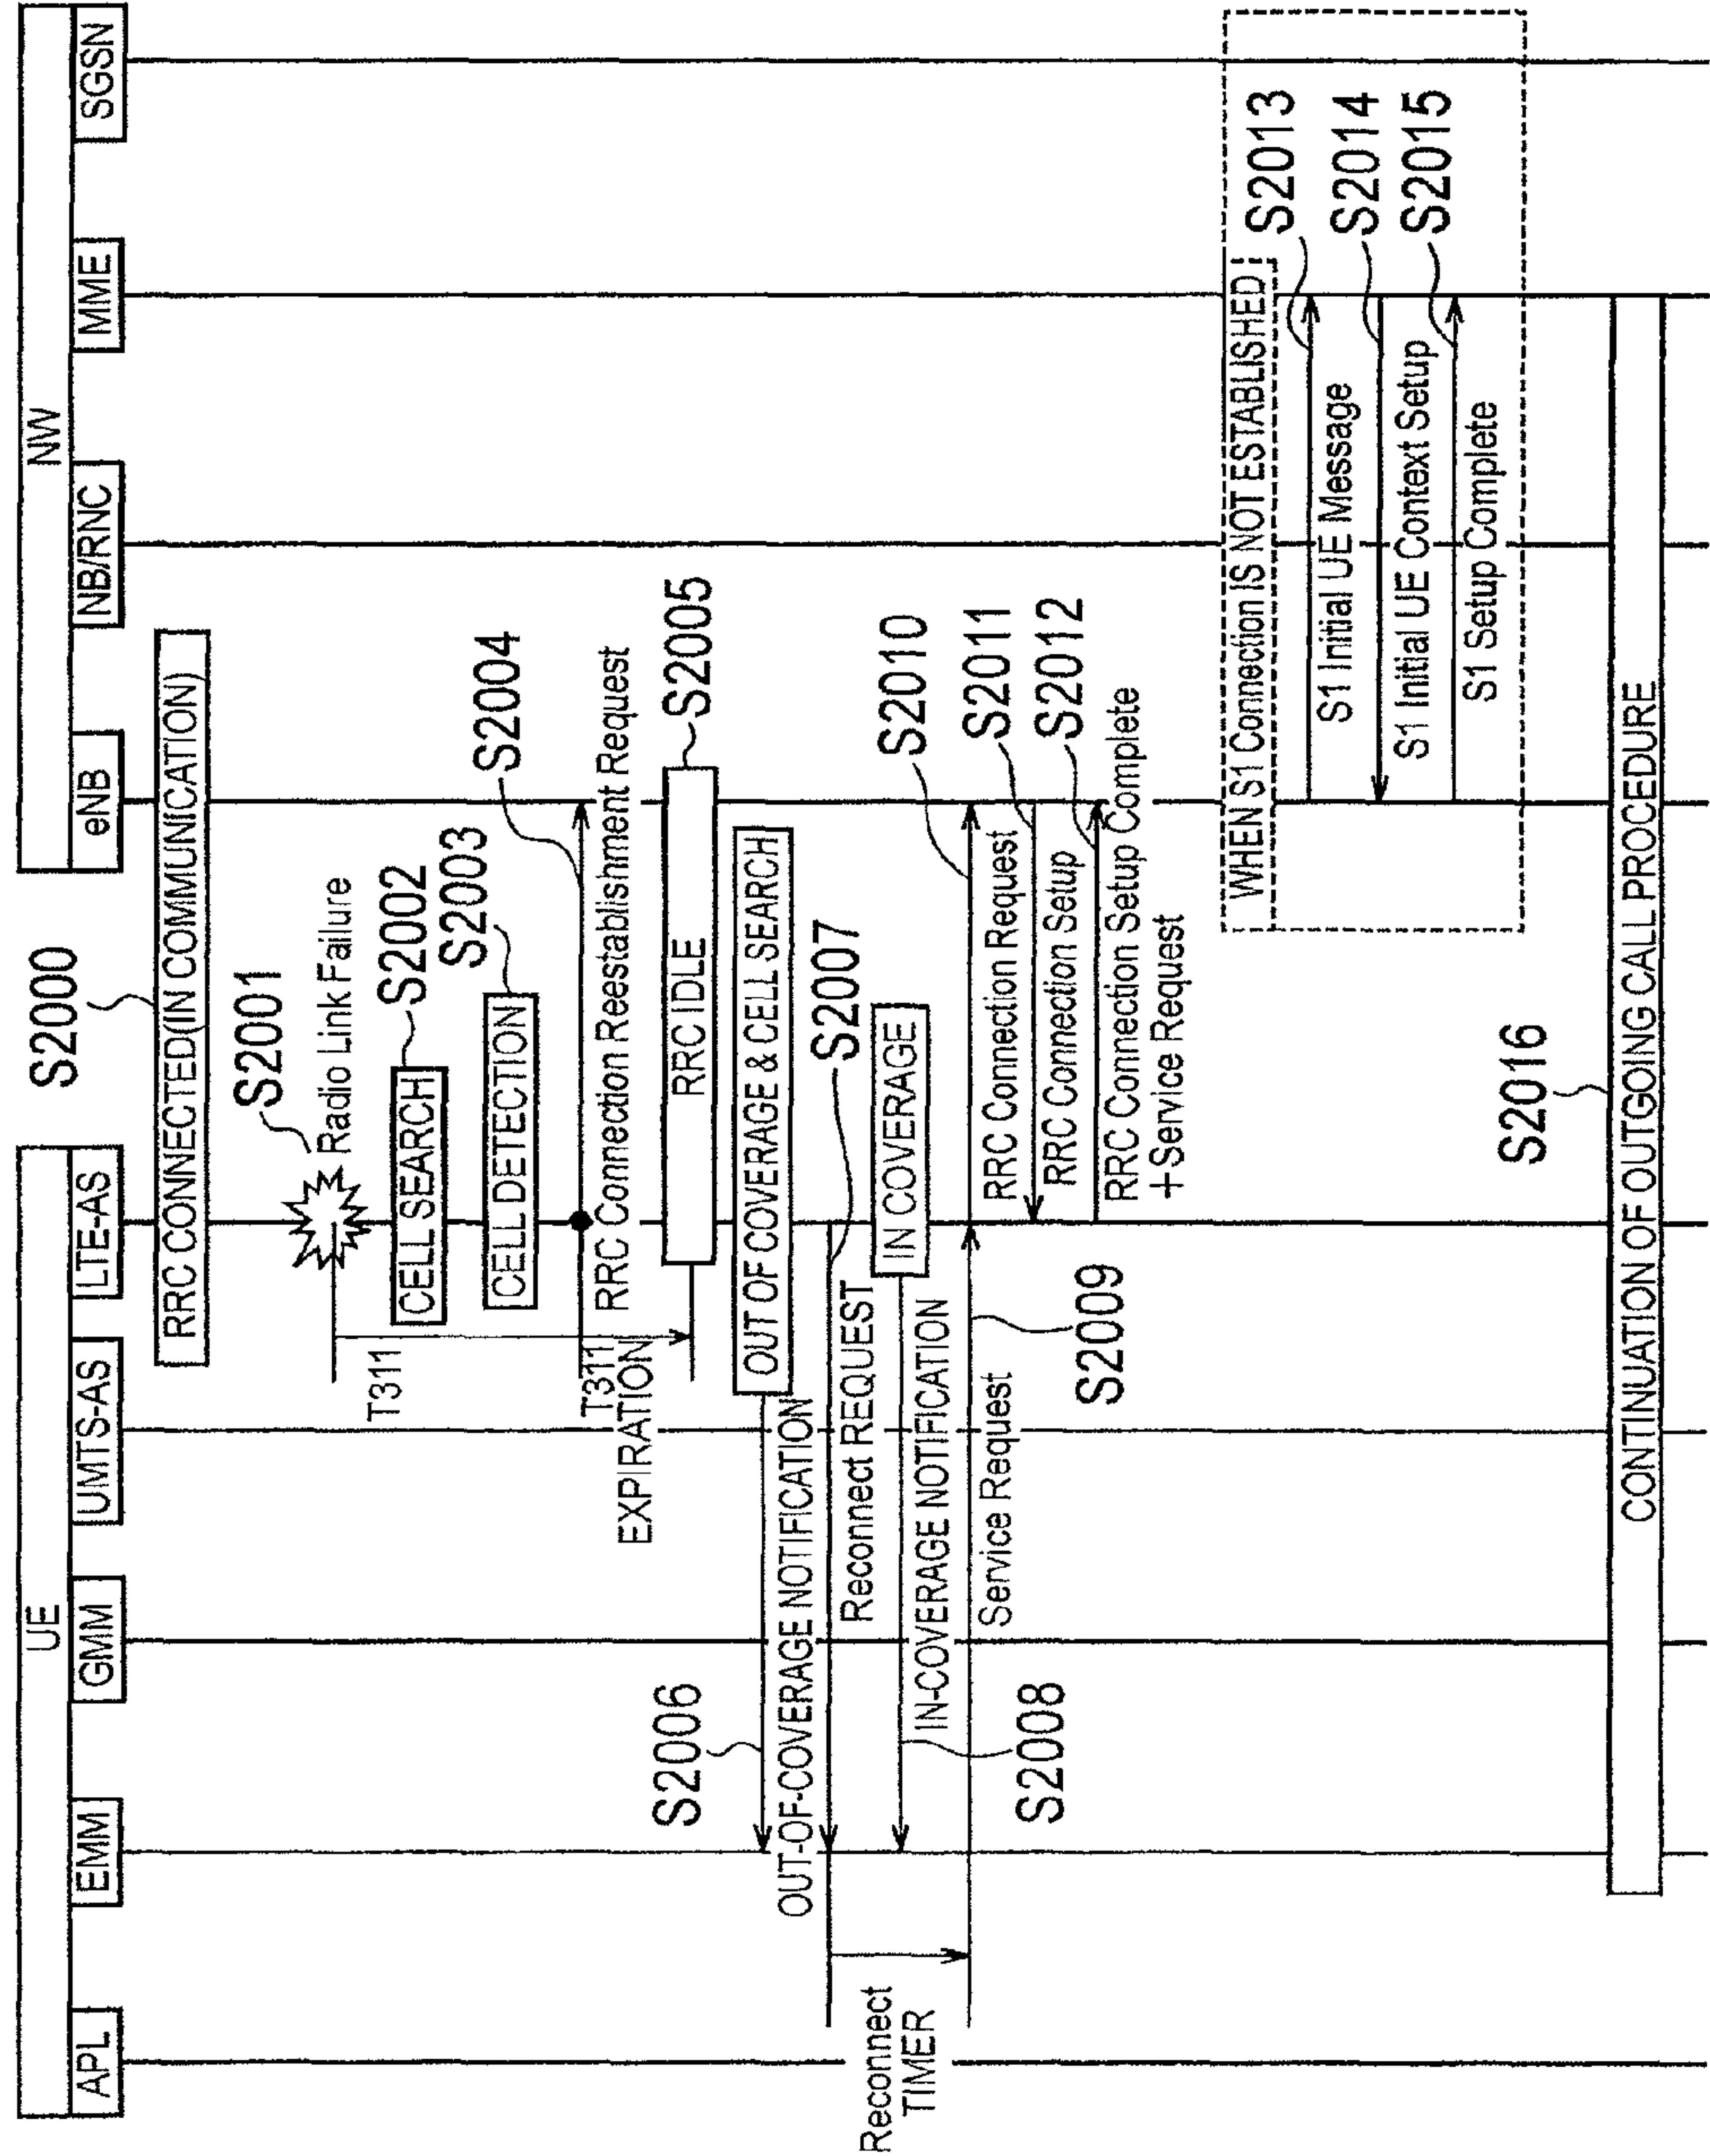 UE
NW
APL
EMM
GMM
UMTS-AS
LTE-AS
eNB
NB/RNC
MME
SGSN
S2000
RRC CONNECTED(IN COMMUNICATION)
S2001
Radio Link Failure
T311
CELL SEARCH
S2002
CELL DETECTION
S2003
S2004
T311
EXPIRATION
RRC Connection Reestablishment Request
RRC IDLE
S2005
S2006
OUT OF COVERAGE & CELL SEARCH
OUT-OF-COVERAGE NOTIFICATION
S2007
Reconnect REQUEST
Reconnect
TIMER
IN COVERAGE
IN-COVERAGE NOTIFICATION
S2008
Service Request
S2009
S2010
RRC Connection Request
S2011
RRC Connection Setup
S2012
RRC Connection Setup Complete
+Service Request
WHEN S1 Connection IS NOT ESTABLISHED
S2013
S1 Initial UE Message
S2014
S1 Initial UE Context Setup
S2015
S1 Setup Complete
S2016
CONTINUATION OF OUTGOING CALL PROCEDURE